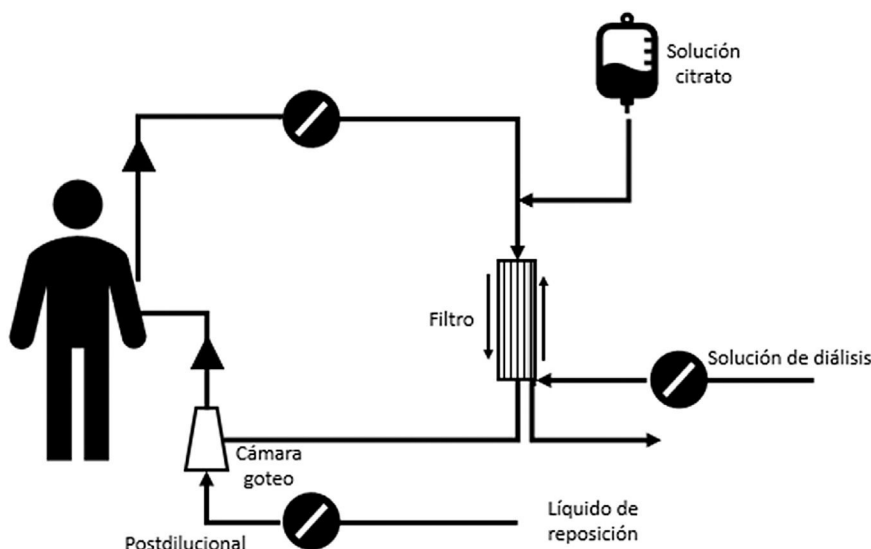 Solución
citrato
Filtro
Solución de diálisis
Cámara
goteo
Líquido de
reposición
Postdilucional